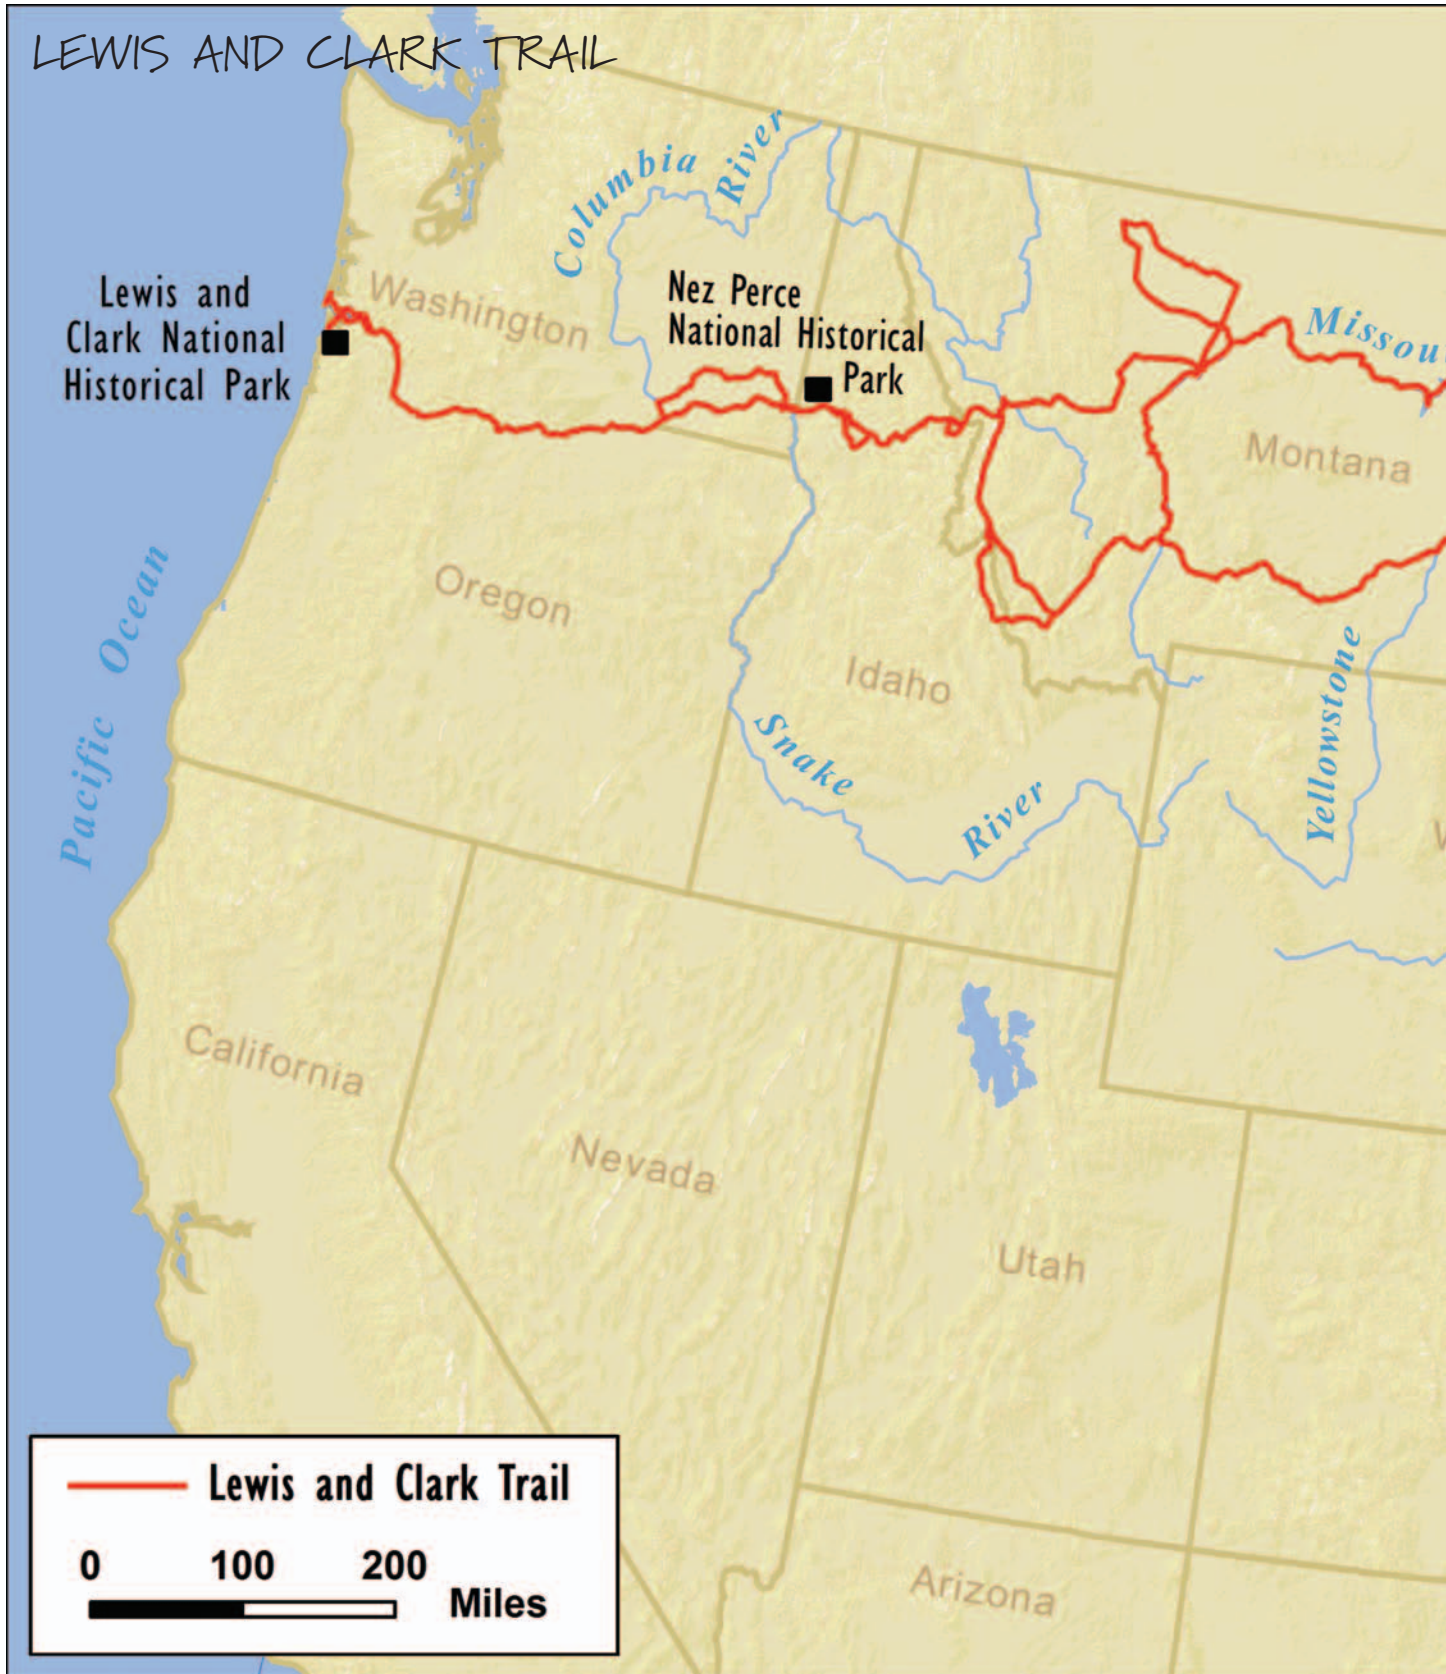 LEWIS AND CLARK TRAIL
Columbia
River
Lewis and
Clark National
Historical Park
Washington
Nez Perce
National Historical
Park
Missou
Montana
Pacific Ocean
Oregon
Idaho
Snake
River
Yellowstone
California
Nevada
Utah
Lewis and Clark Trail
0 100 200
Miles
Arizona